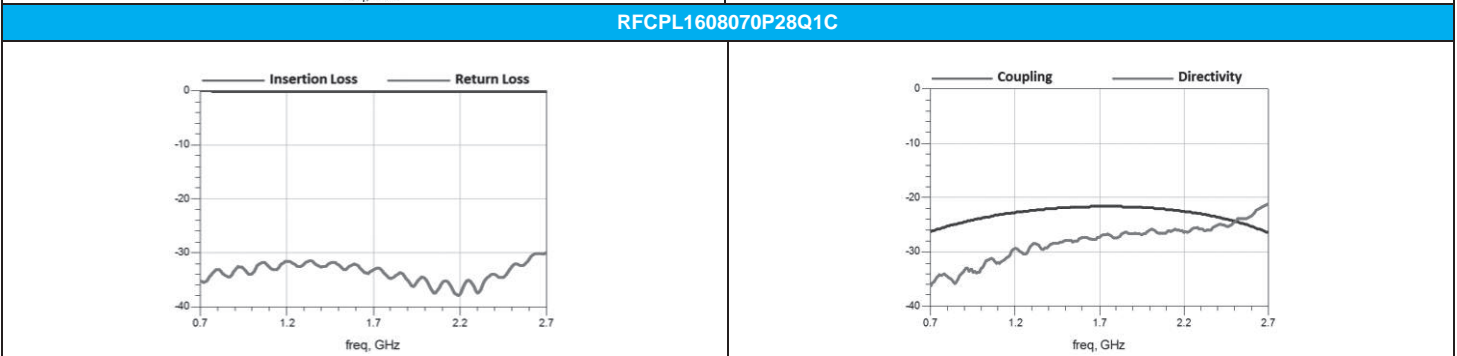 RFCPL1608070P28Q1C
Insertion Loss Return Loss
0
-10
-20
-30
-40
0.7 1.2 1.7 2.2 2.7
freq, GHz
Coupling Directivity
0
-10
-20
-30
-40
0.7 1.2 1.7 2.2 2.7
freq, GHz